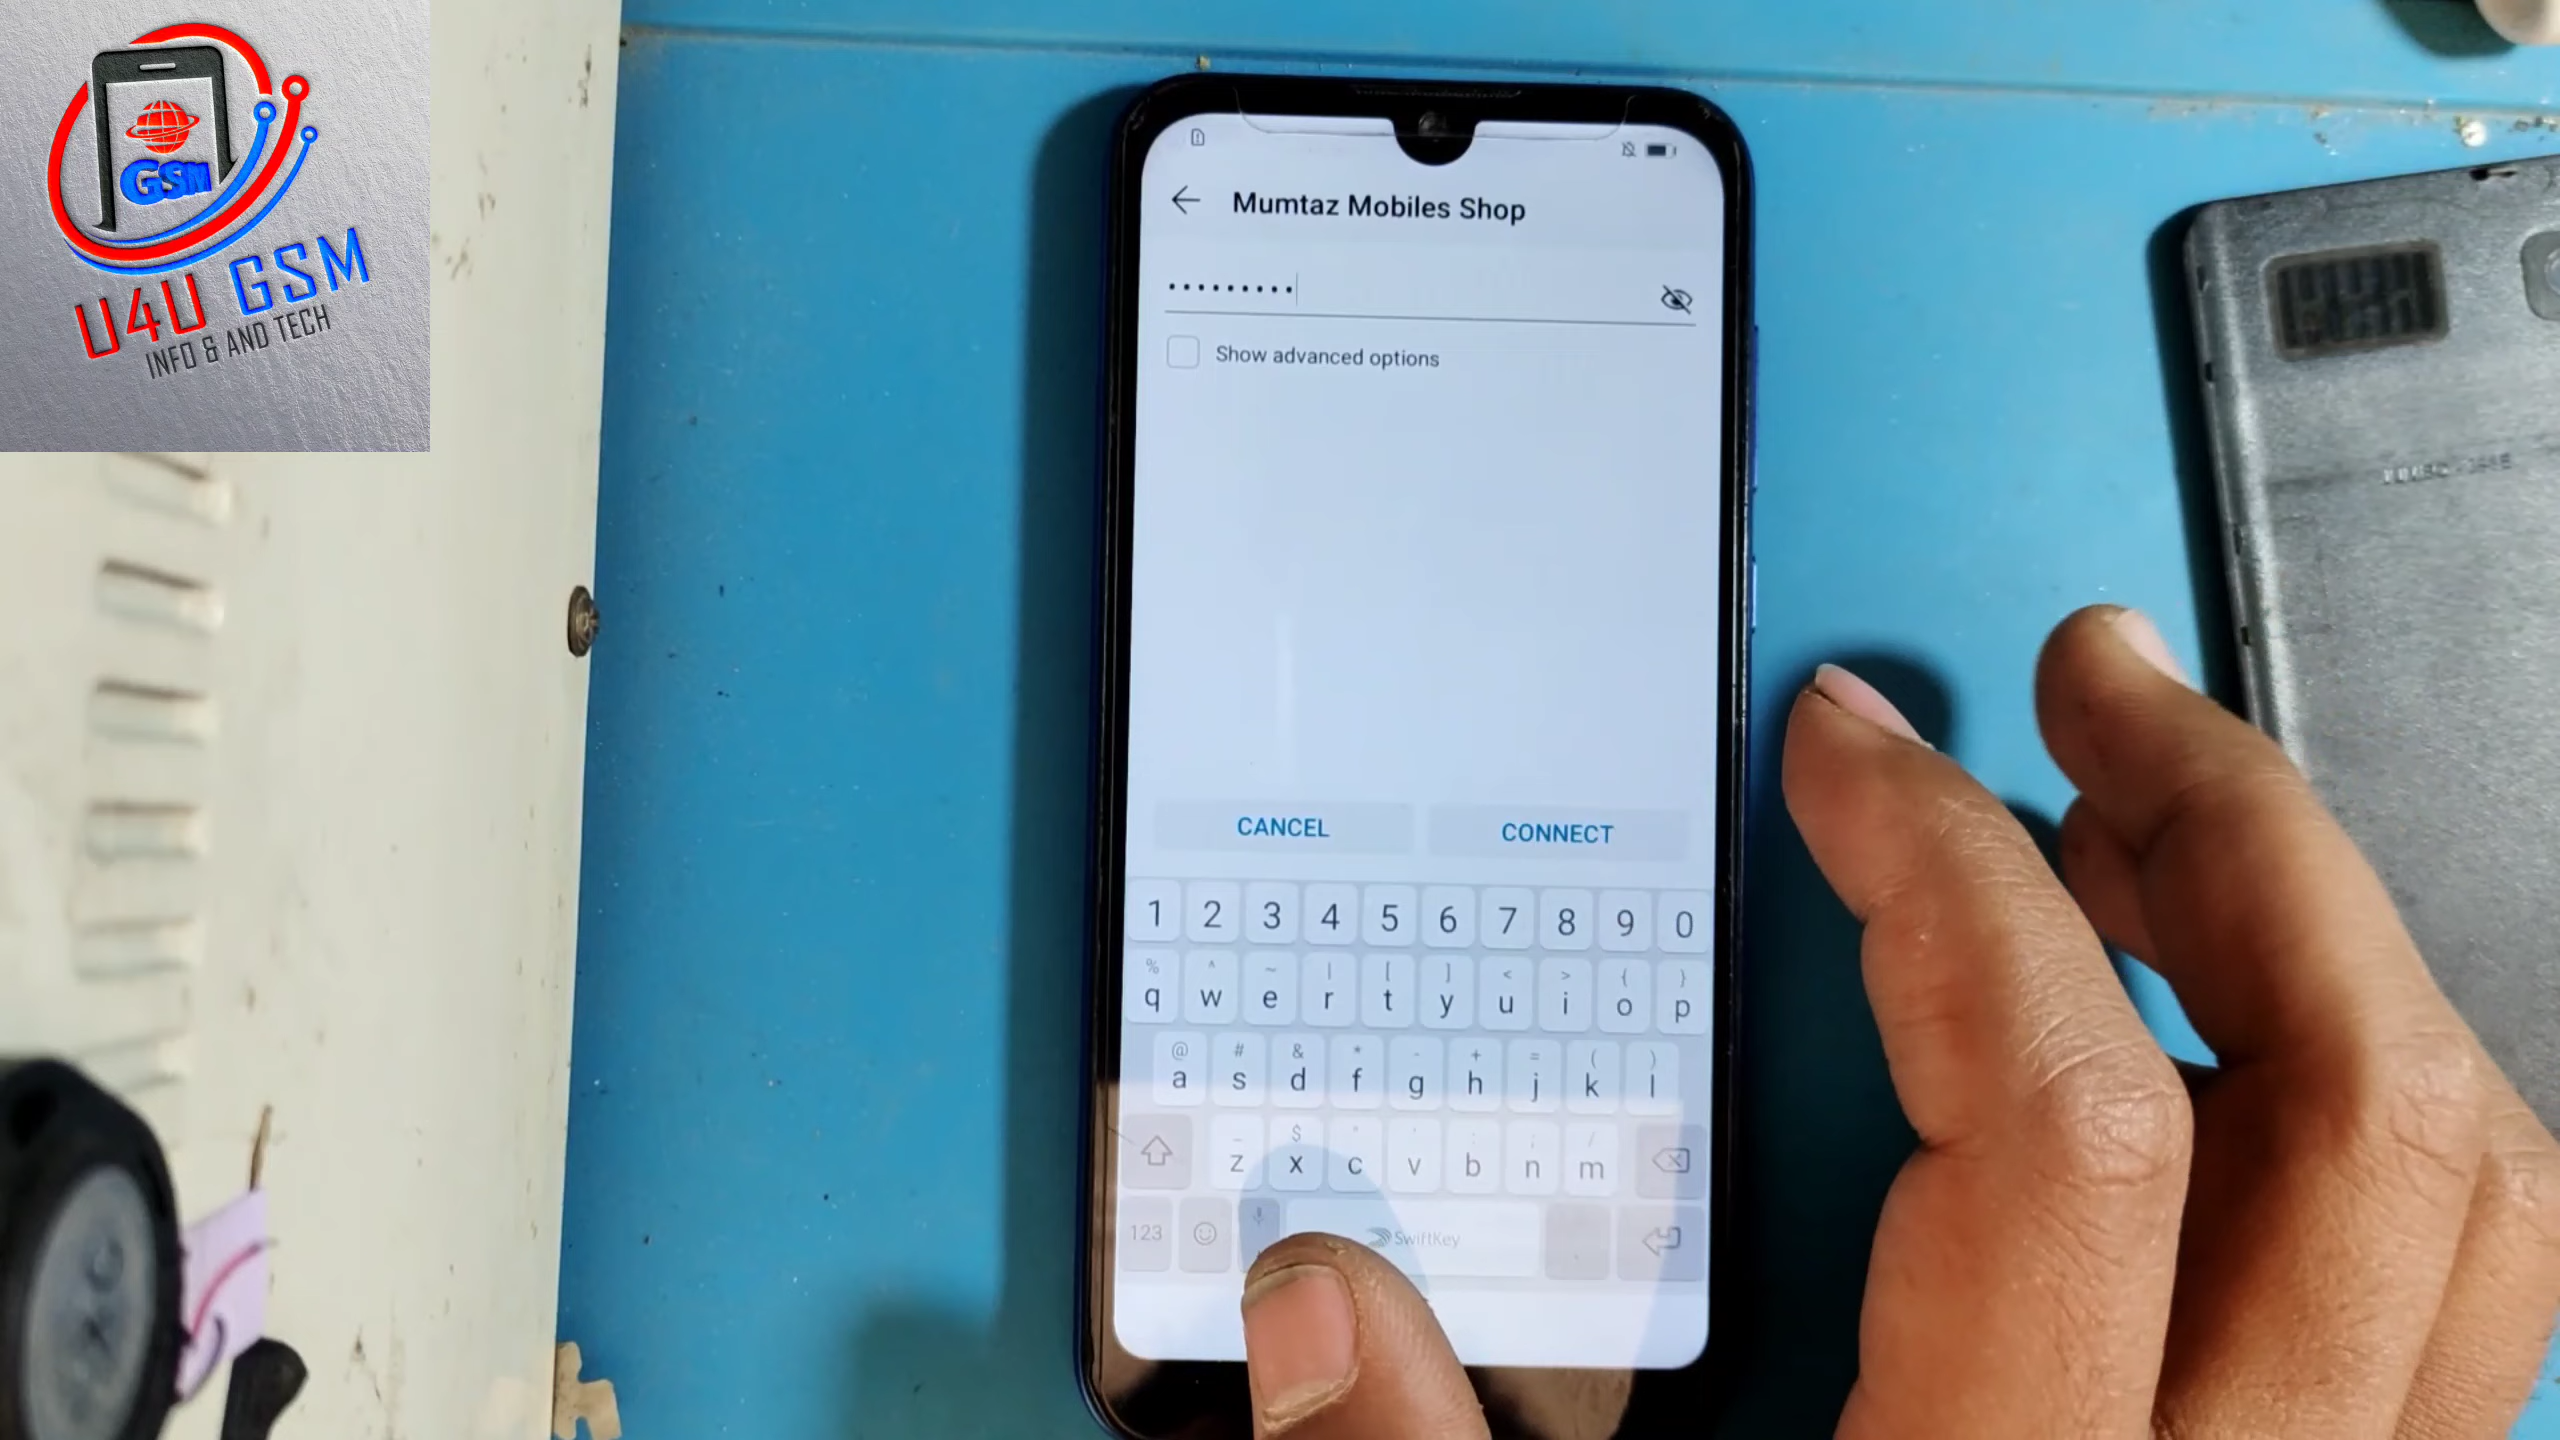 GSM
U4U GSM
INFO & AND TECH
Mumtaz Mobiles Shop
•••••••••
Show advanced options
CANCEL
CONNECT
1 2 3 4 5 6 7 8 9 0
% ^ ~ | [ ] < > { }
q w e r t y u i o p
@ # & * - + = ( )
a s d f g h j k l
z x c v b n m
123
SwiftKey